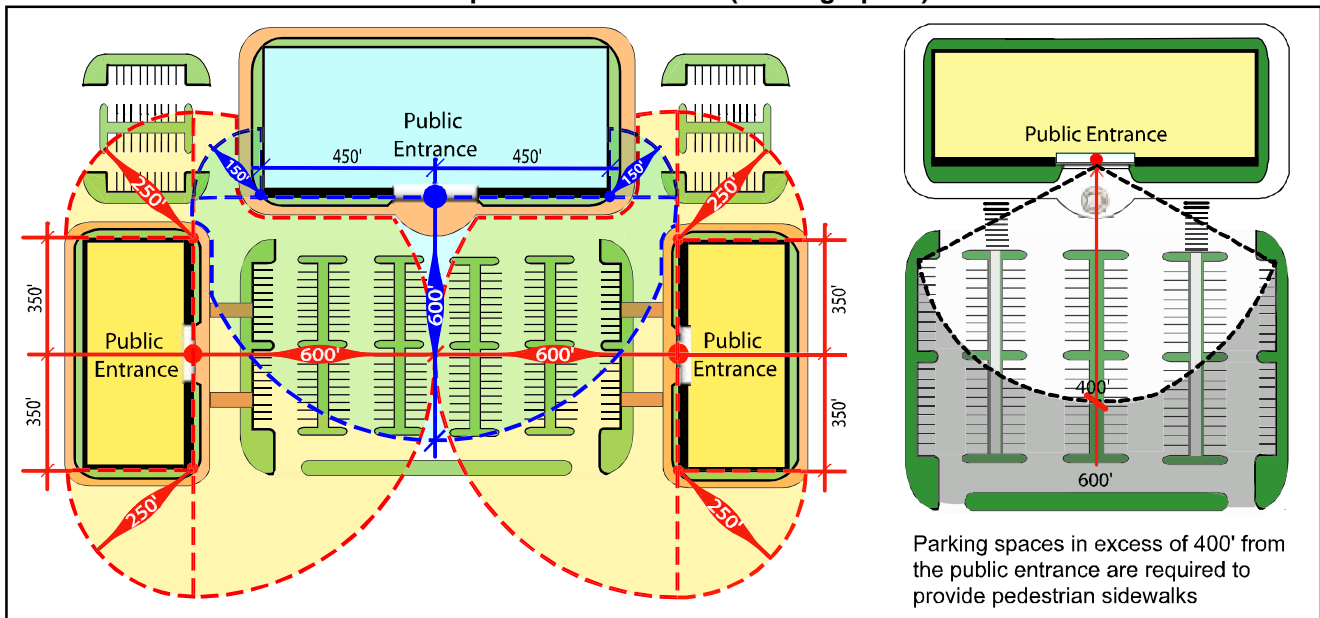 Public
Entrance
450'
450'
150'
150'
250'
250'
600'
350'
350'
350'
350'
Public
Entrance
600'
600'
Public
Entrance
250'
250'
Public Entrance
400'
600'
Parking spaces in excess of 400' from
the public entrance are required to
provide pedestrian sidewalks